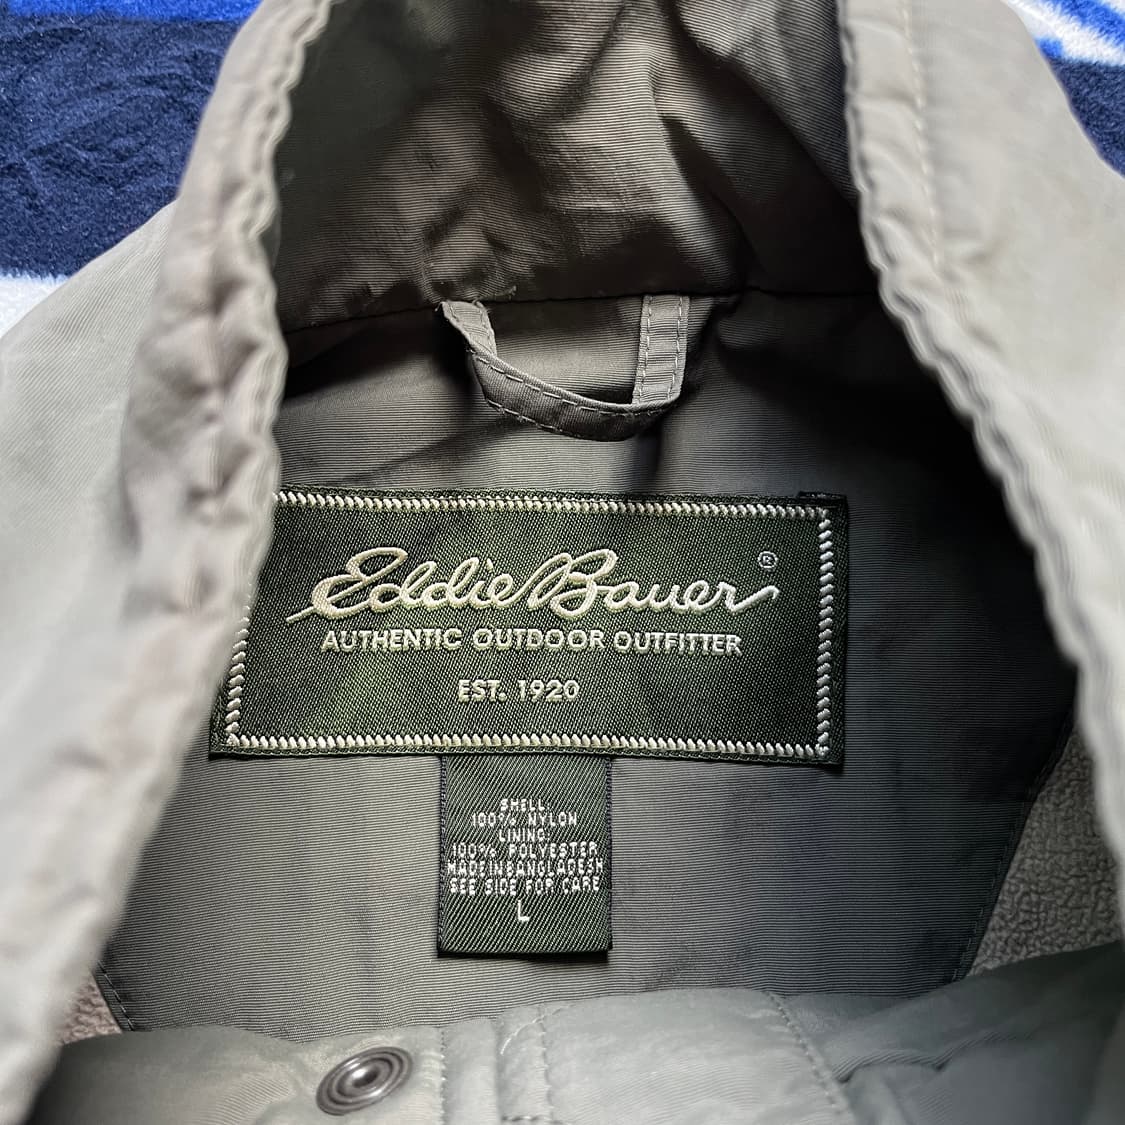 Eddie Bauer ®
AUTHENTIC OUTDOOR OUTFITTER
EST. 1920
SHELL:
100% NYLON
LINING:
100% POLYESTER
MADE IN BANGLADESH
SEE SIDE FOR CARE
L